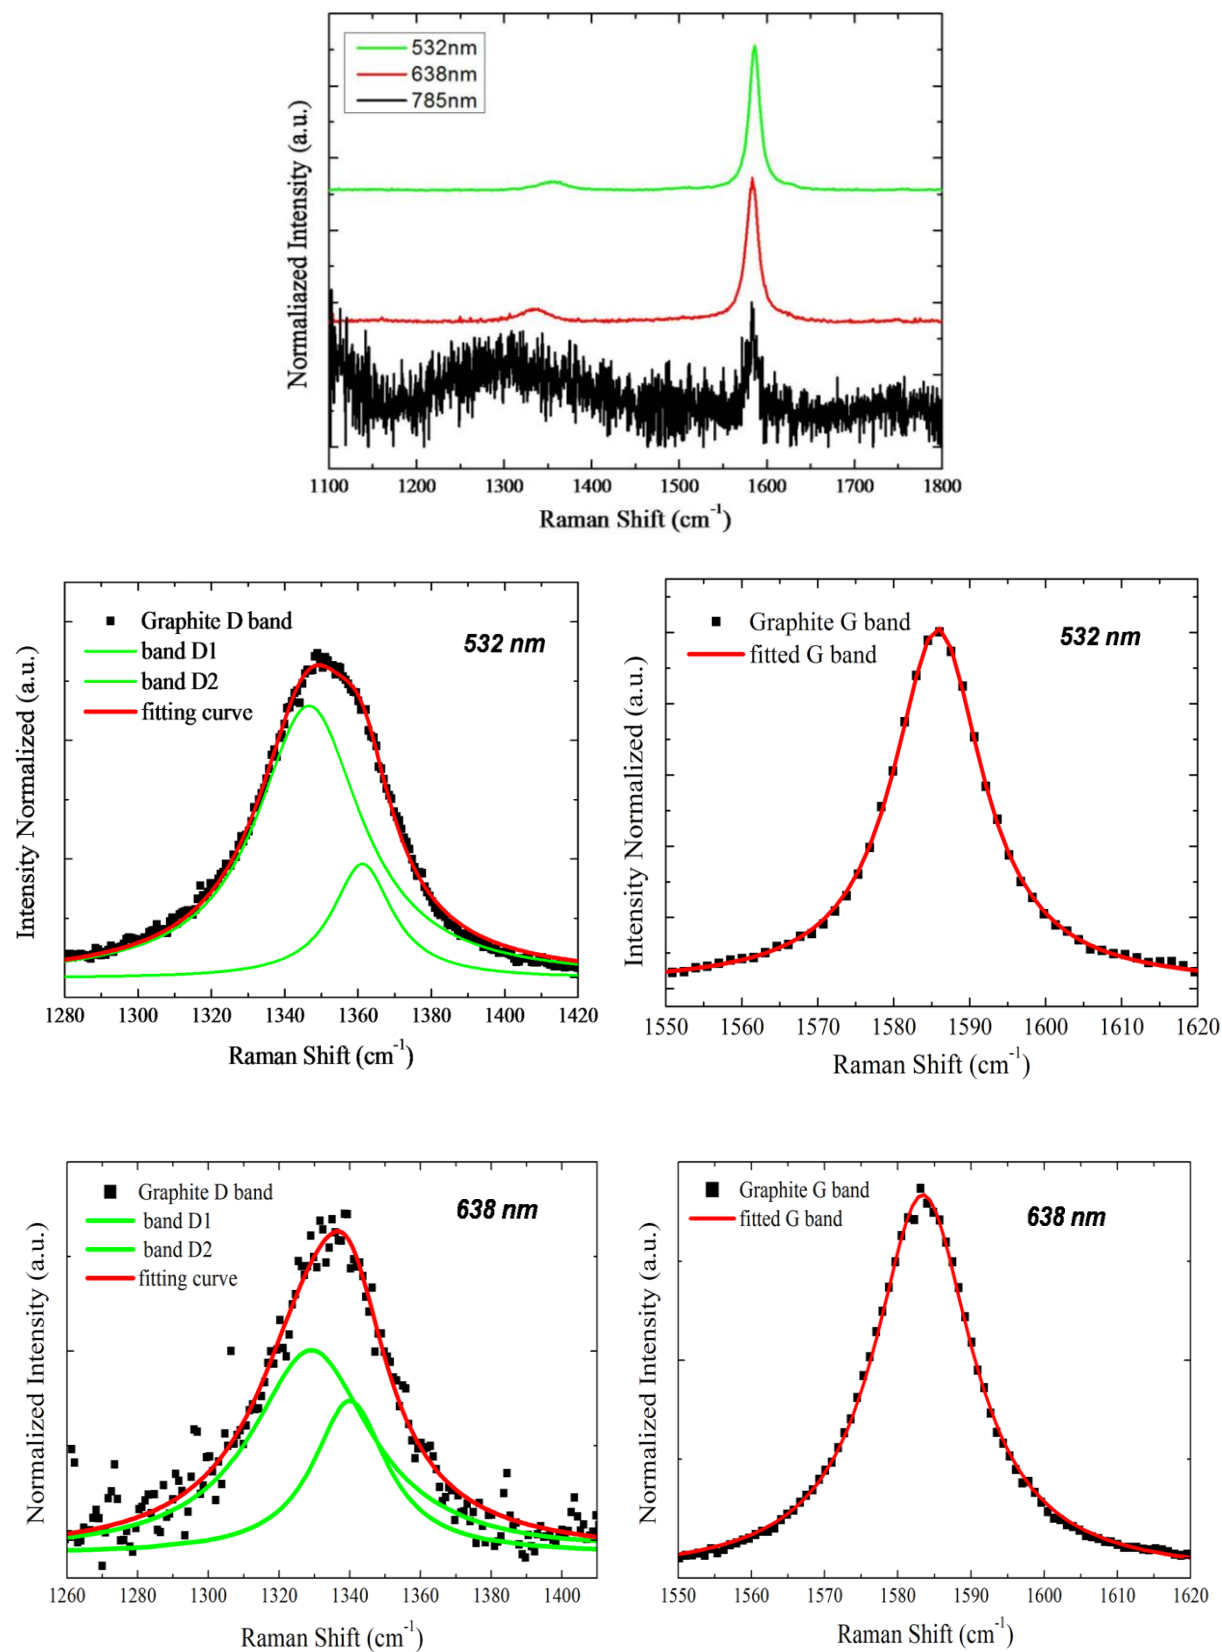 532nm
638nm
785nm
Normaliazed Intensity (a.u.)
1100 1200 1300 1400 1500 1600 1700 1800
Raman Shift (cm-1)
Graphite D band
band D1
band D2
fitting curve
532 nm
Intensity Normalized (a.u.)
1280 1300 1320 1340 1360 1380 1400 1420
Raman Shift (cm-1)
Graphite G band
fitted G band
532 nm
Intensity Normalized (a.u.)
1550 1560 1570 1580 1590 1600 1610 1620
Raman Shift (cm-1)
Graphite D band
band D1
band D2
fitting curve
638 nm
Normalized Intensity (a.u.)
1260 1280 1300 1320 1340 1360 1380 1400
Raman Shift (cm-1)
Graphite G band
fitted G band
638 nm
Normalized Intensity (a.u.)
1550 1560 1570 1580 1590 1600 1610 1620
Raman Shift (cm-1)